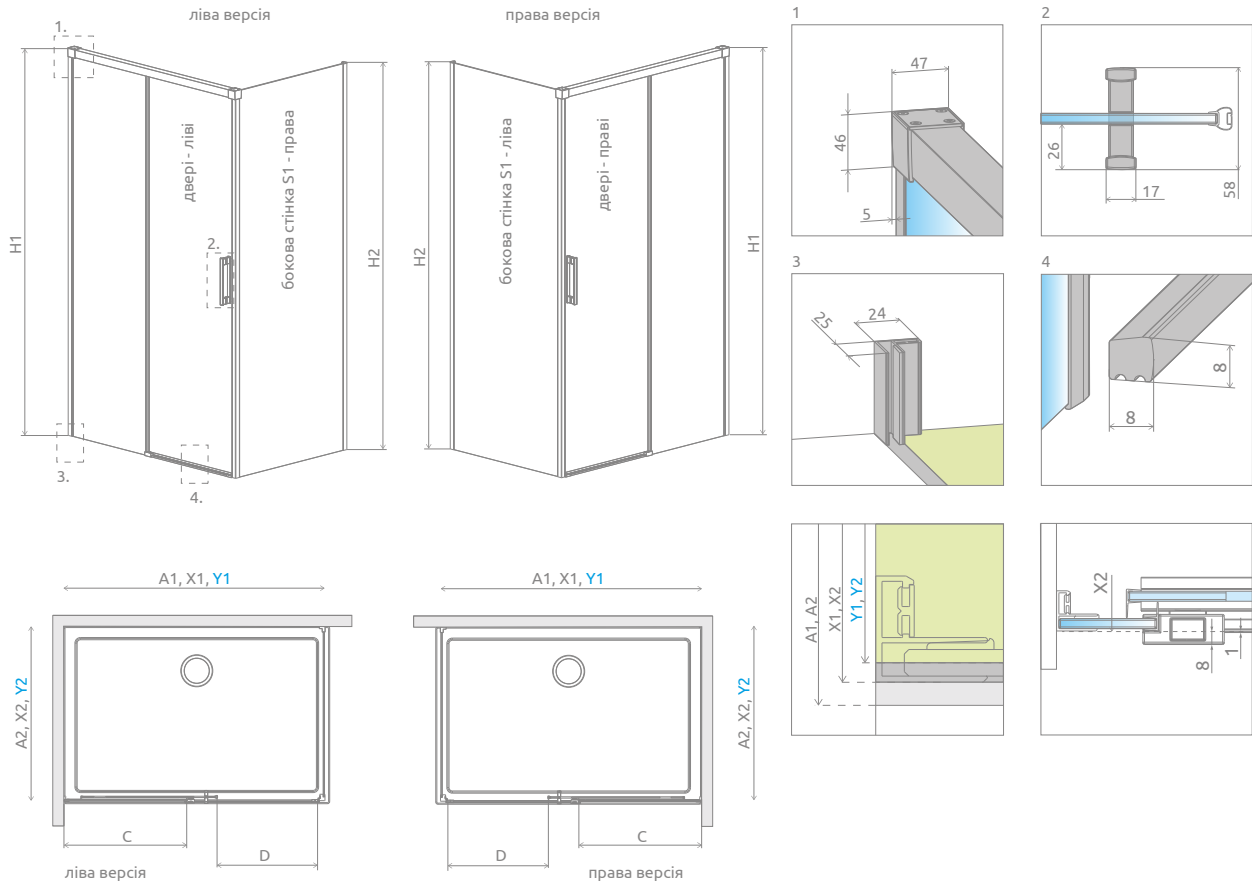 ліва версія
права версія
1.
H1
двері - ліві
2.
бокова стінка S1 - права
H2
3.
4.
H2
бокова стінка S1 - ліва
двері - праві
H1
1
47
46
5
2
26
17
58
3
25
24
4
8
8
A1, X1, Y1
A2, X2, Y2
C
D
ліва версія
A1, X1, Y1
A2, X2, Y2
D
C
права версія
A1, A2
X1, X2
Y1, Y2
X2
8
1